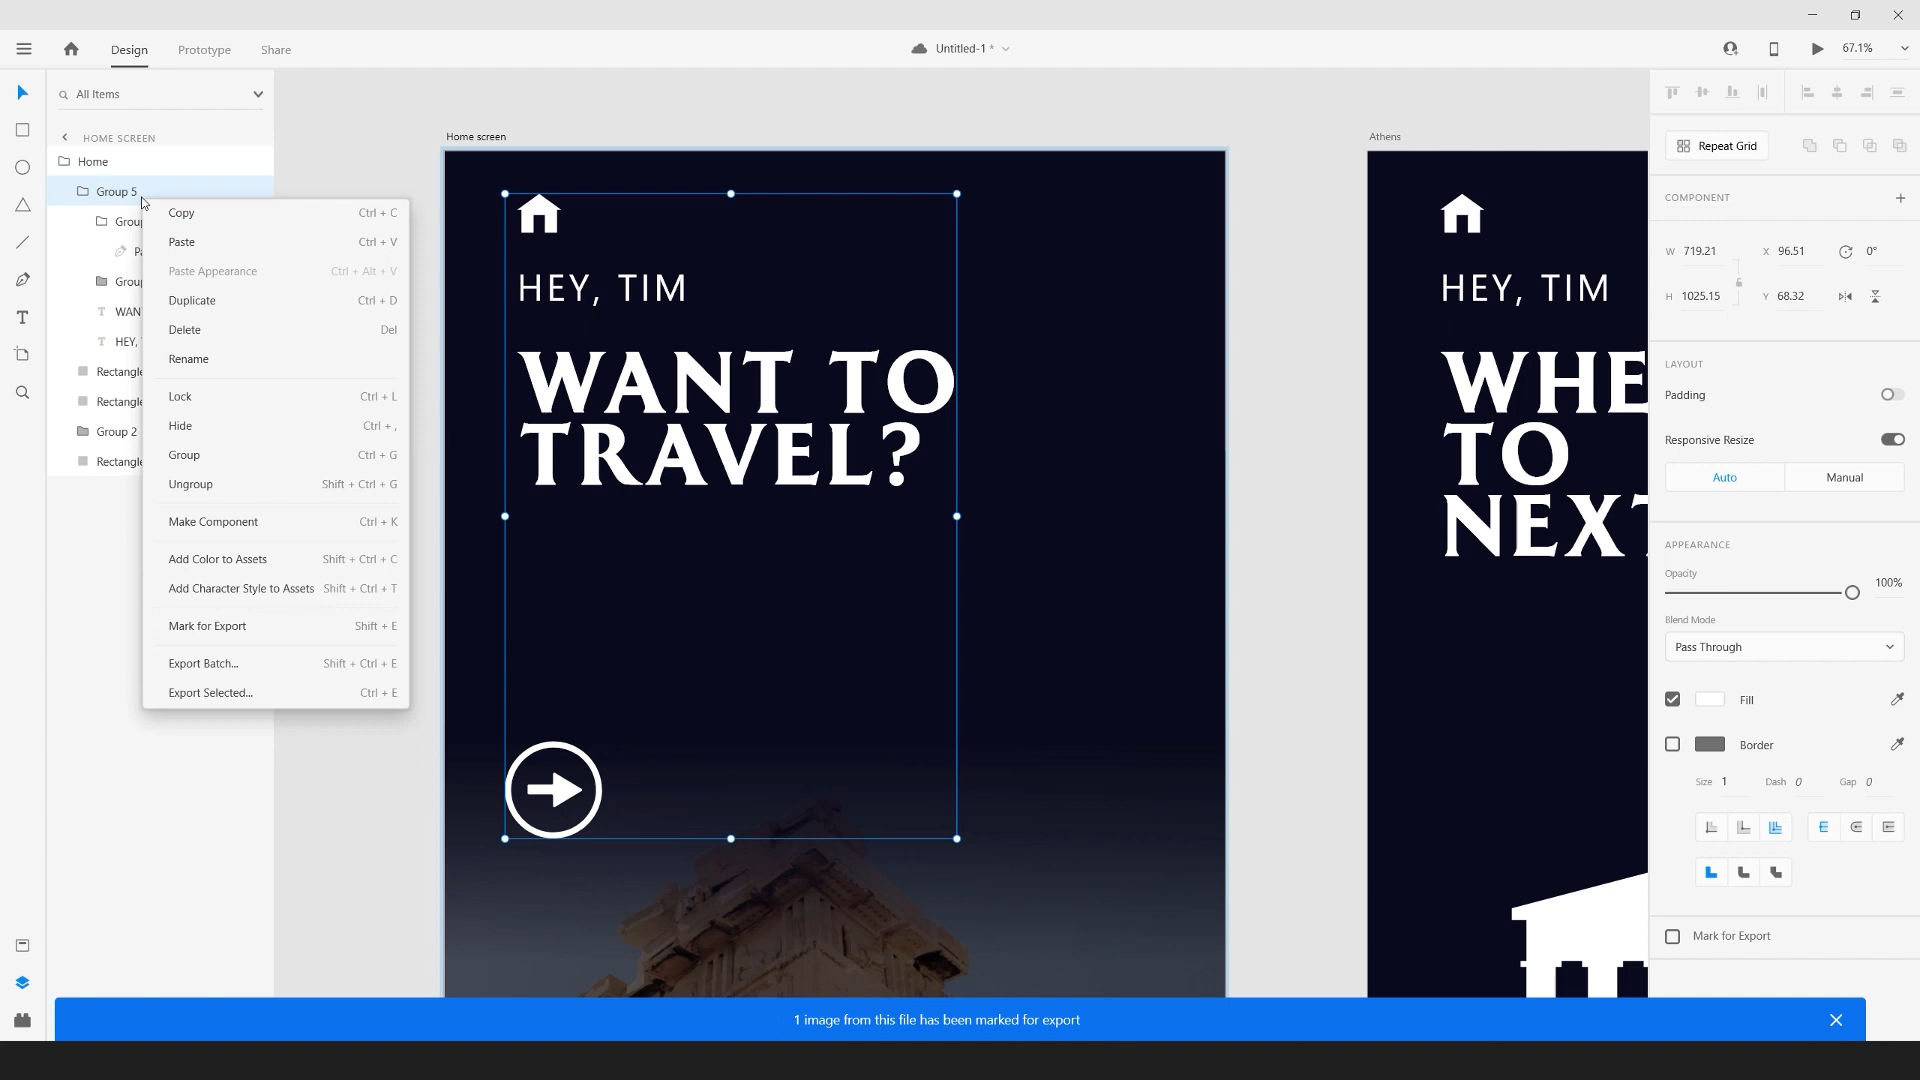 Design
Prototype
Share
Untitled-1 *
67.1%
All Items
HOME SCREEN
Home
Group 5
Group 2
Copy Ctrl + C
Paste Ctrl + V
Paste Appearance Ctrl + Alt + V
Duplicate Ctrl + D
Delete Del
Rename
Lock Ctrl + L
Hide Ctrl + ,
Group Ctrl + G
Ungroup Shift + Ctrl + G
Make Component Ctrl + K
Add Color to Assets Shift + Ctrl + C
Add Character Style to Assets Shift + Ctrl + T
Mark for Export Shift + E
Export Batch... Shift + Ctrl + E
Export Selected... Ctrl + E
Home screen
HEY, TIM
WANT TO
TRAVEL?
Athens
HEY, TIM
TO
Repeat Grid
COMPONENT
W 719.21 X 96.51 0°
H 1025.15 Y 68.32
LAYOUT
Padding
Responsive Resize
Auto Manual
APPEARANCE
Opacity
100%
Blend Mode
Pass Through
Fill
Border
Size 1 Dash 0 Gap 0
Mark for Export
1 image from this file has been marked for export